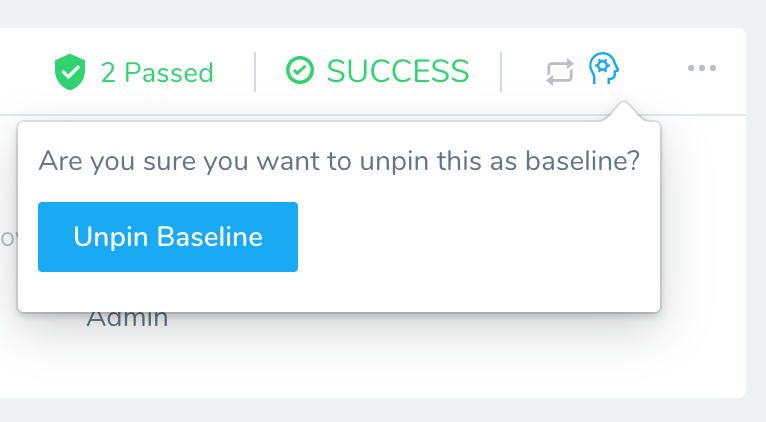 2 Passed
SUCCESS
Are you sure you want to unpin this as baseline?
Unpin Baseline
Admin